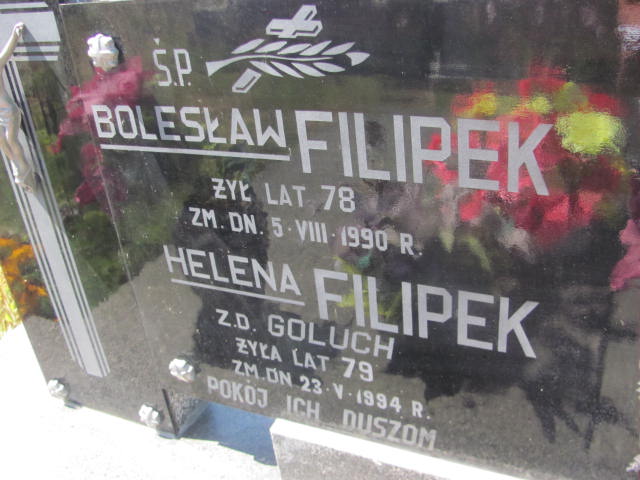 Ś.P.
BOLESŁAW FILIPEK
ŻYŁ LAT 78
ZM. DN. 5·VIII·1990 R.
HELENA FILIPEK
Z.D. GOLUCH
ŻYŁA LAT 79
ZM. DN 23·V·1994 R.
POKÓJ ICH DUSZOM